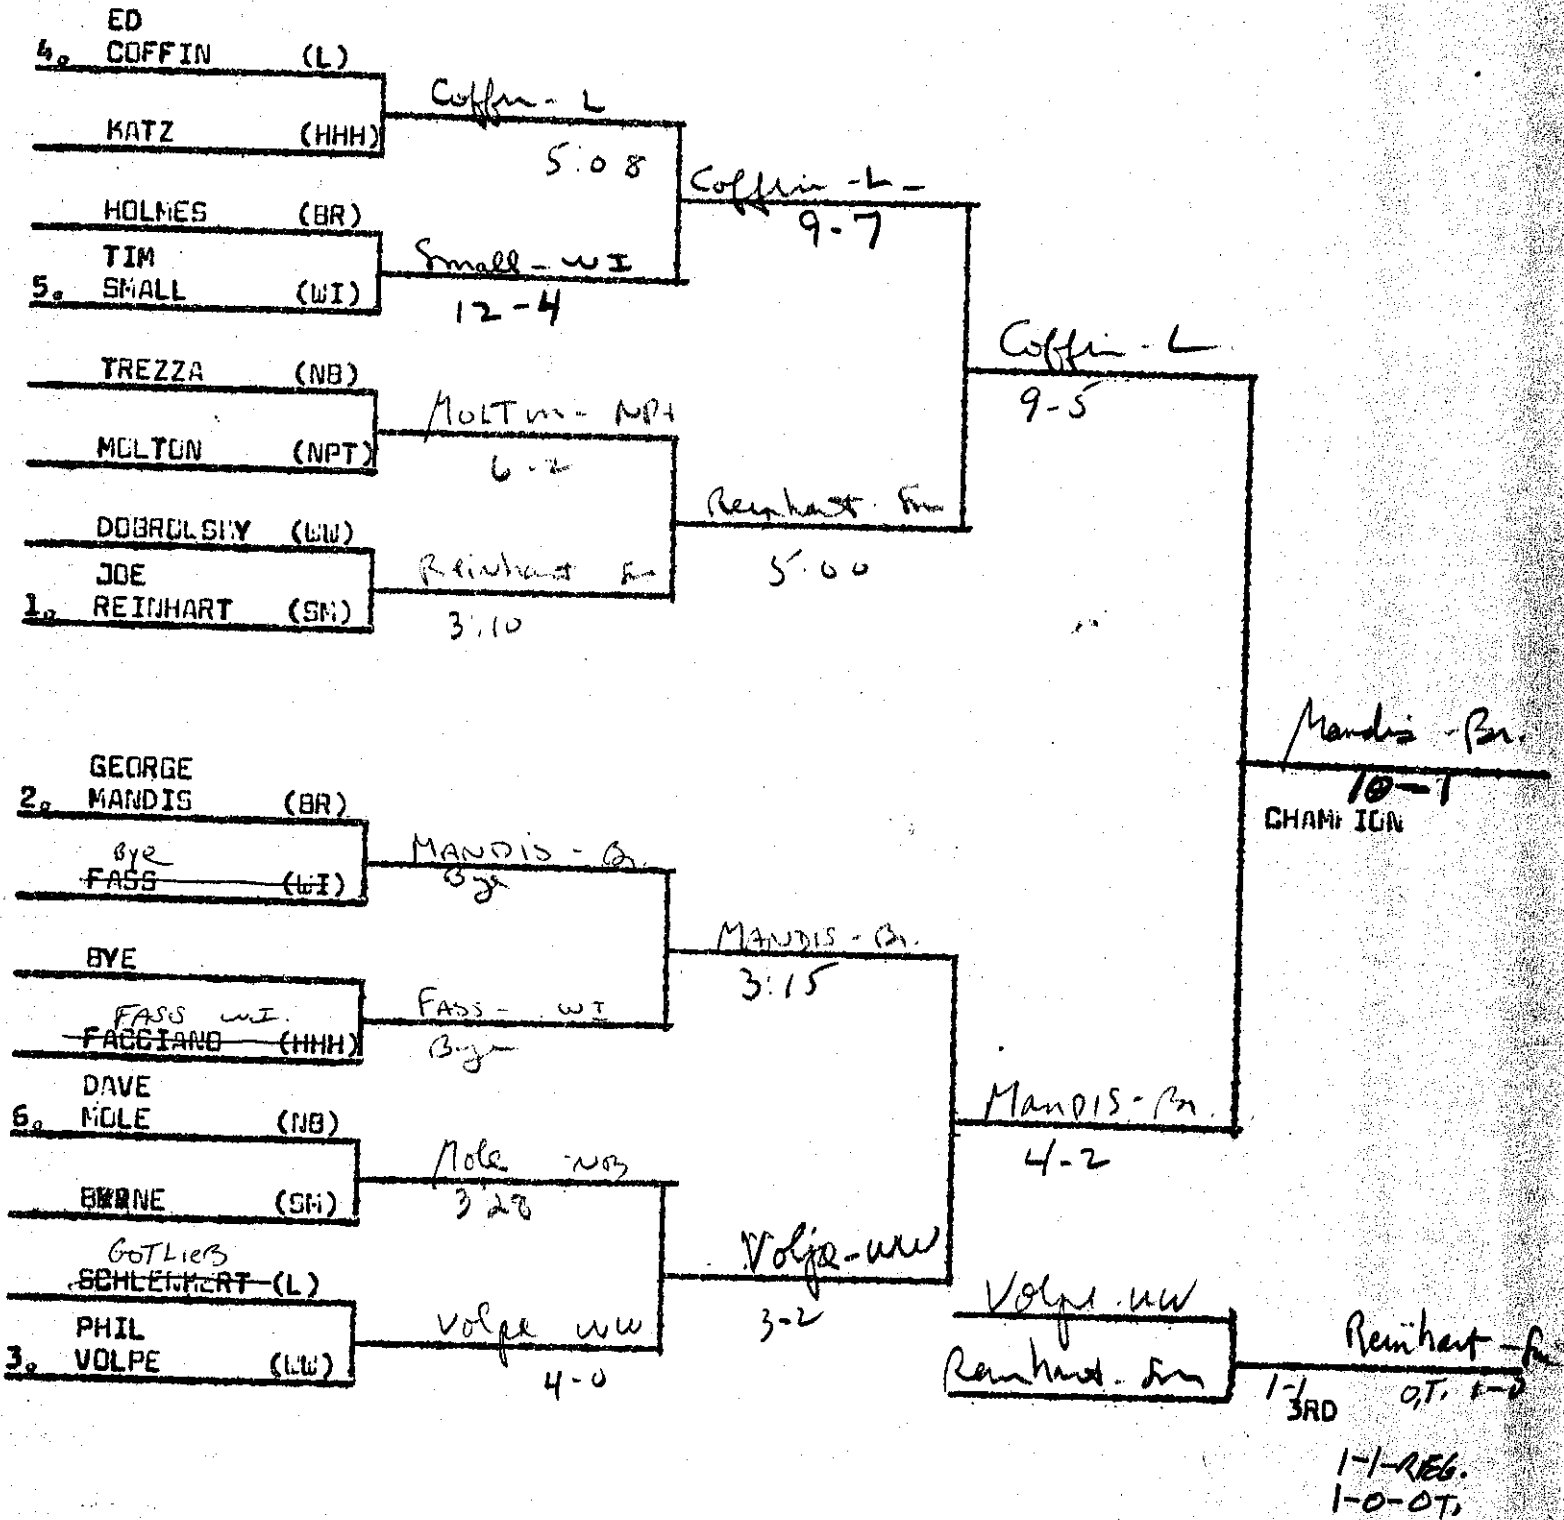 ED
4. COFFIN (L)
Coffin - L
KATZ (HHH)
5:08
Coffin - L -
9-7
HOLMES (BR)
TIM
5. SMALL (WI)
Small - WI
12-4
Coffin - L
9-5
TREZZA (NB)
MOLTON (NPT)
6-2
DOBROLSKY (WW)
Reinhart Sm
5:00
JOE
1. REINHART (SM)
Reinhart Sm
3:10
Mandis - Br.
10-1
CHAMPION
GEORGE
2. MANDIS (BR)
Bye
FASS (WI)
MANDIS - Br.
Bye
BYE
MANDIS - Br.
3:15
FASS WI.
FAGGIANO (HHH)
FASS - WI
Bye
DAVE
6. MOLE (NB)
Mandis - Br.
4-2
Mole - NB
3:28
BYRNE (SM)
GOTLIEB
SCHLENKERT (L)
Volpe - WW
3-2
PHIL
3. VOLPE (WW)
Volpe WW
4-0
Volpe - WW
Reinhart - Sm
Reinhart - Sm
1-1 O.T. 1-0
3RD
1-1-REG.
1-0-OT.